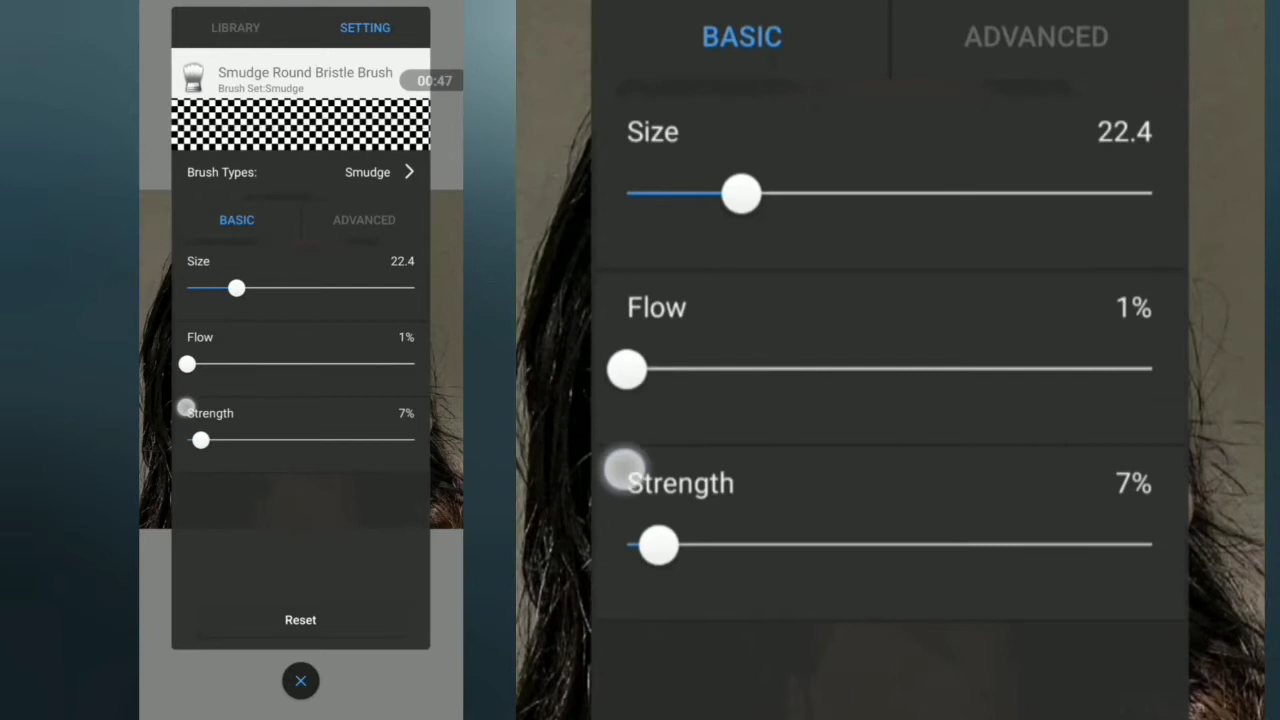 LIBRARY SETTING
Smudge Round Bristle Brush
00:47
Brush Set:Smudge
Brush Types: Smudge
BASIC ADVANCED
Size 22.4
Flow 1%
Strength 7%
Reset
BASIC ADVANCED
Size 22.4
Flow 1%
Strength 7%